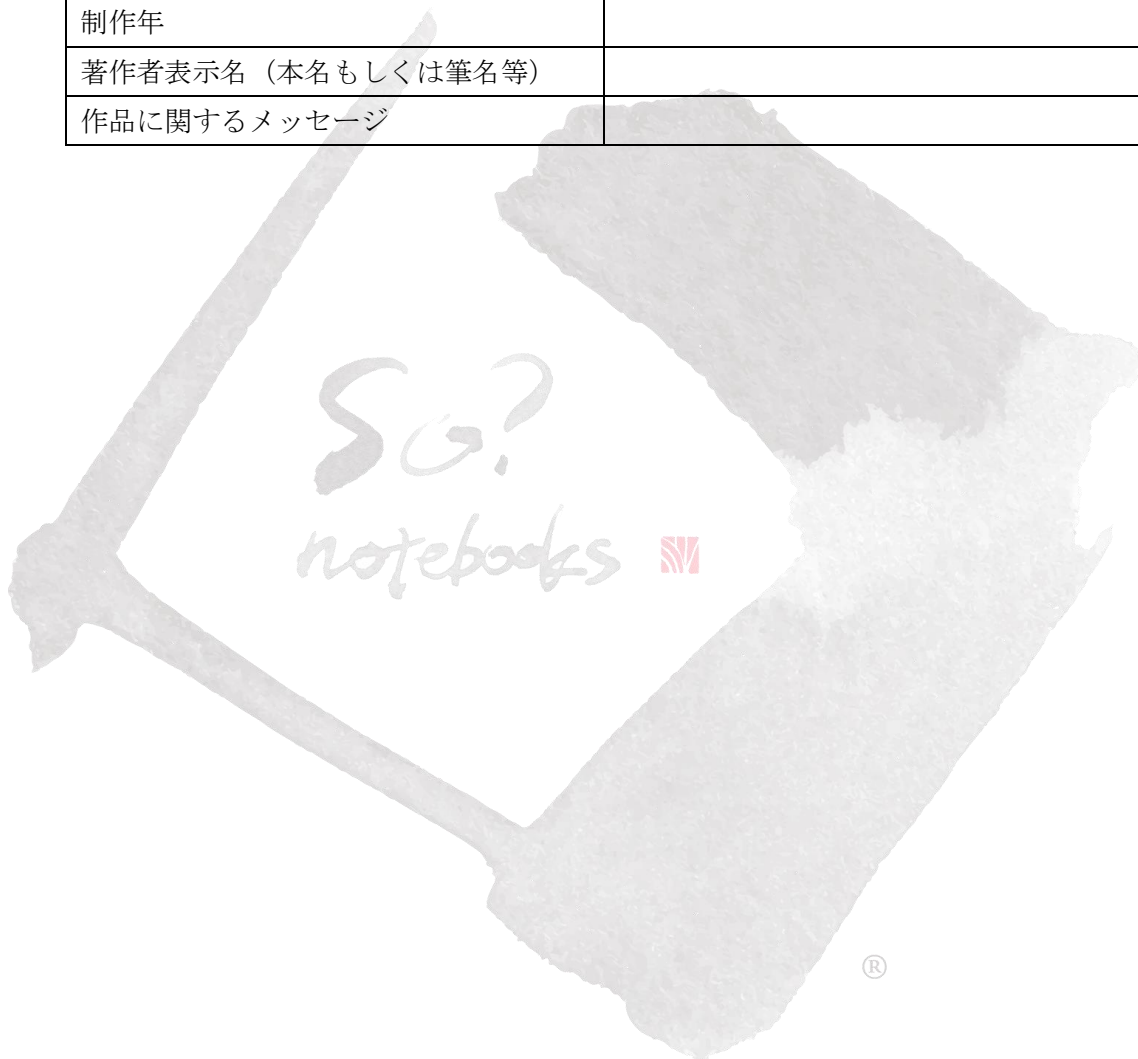 制作年
著作者表示名（本名もしくは筆名等）
作品に関するメッセージ
So?
notebooks
®